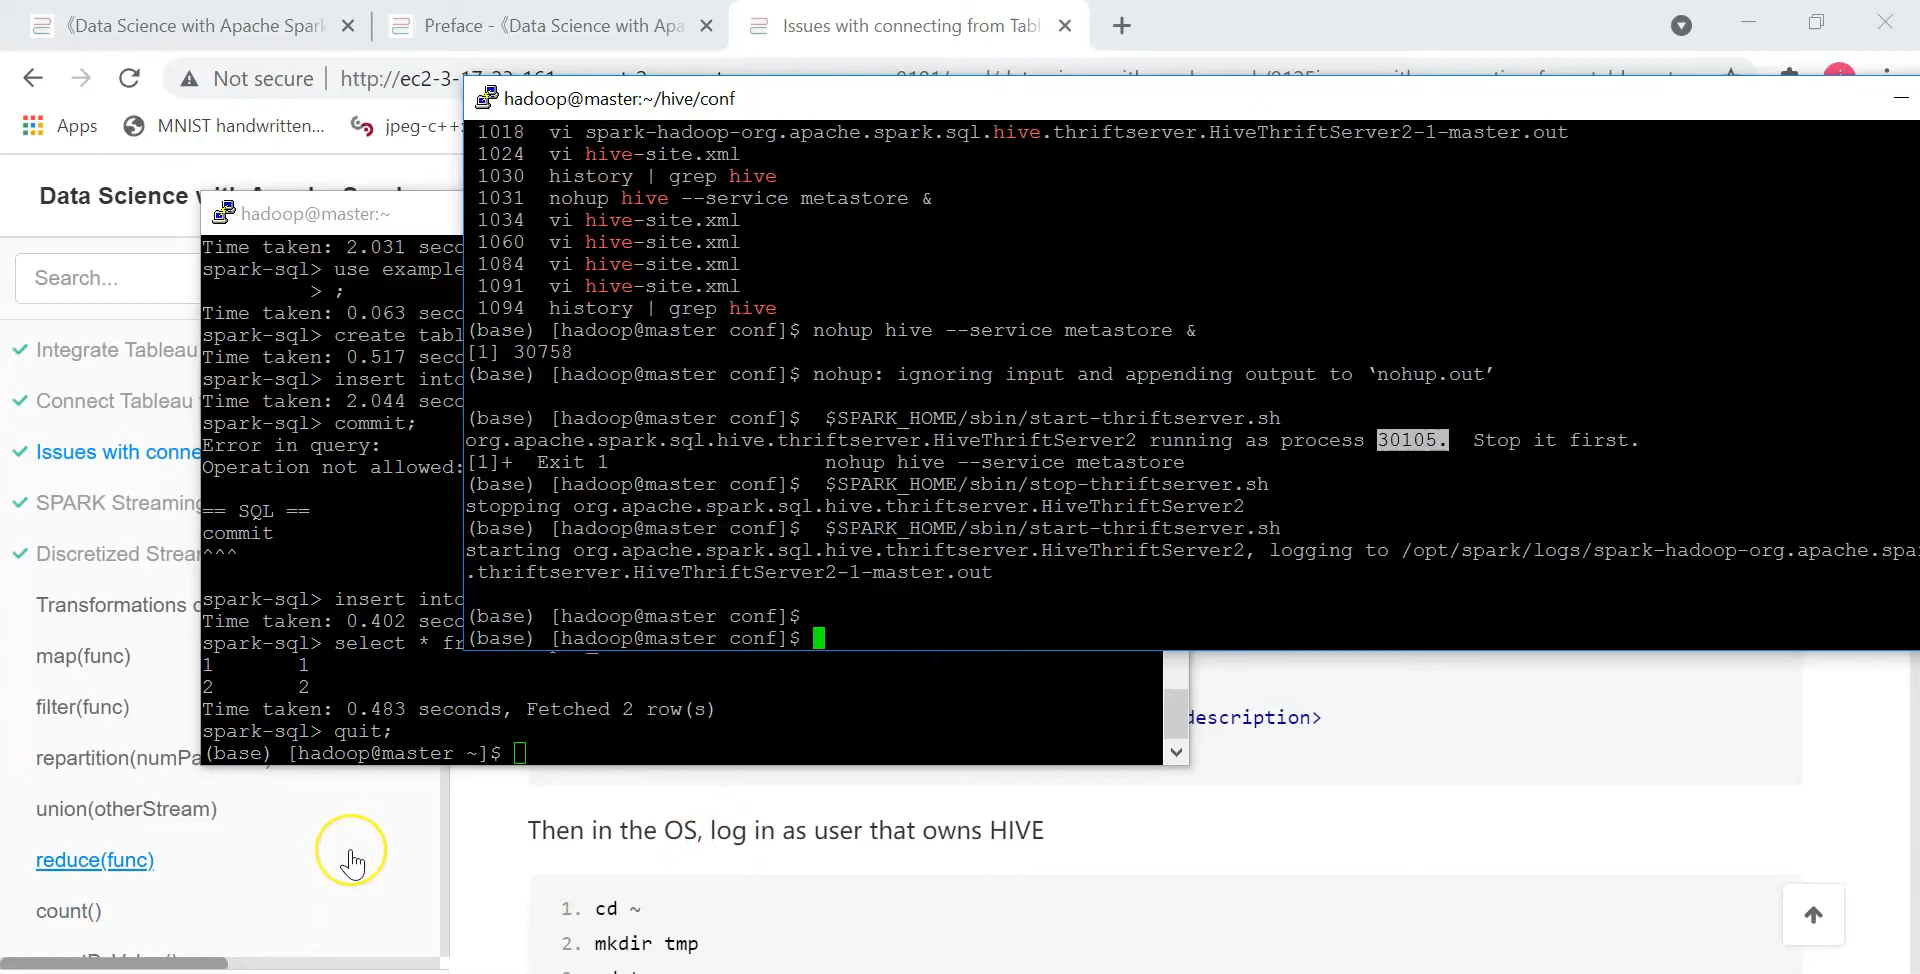 《Data Science with Apache Spark
Preface -《Data Science with Apa
Issues with connecting from Tabl
Not secure
http://ec2-3-17-23-161
Apps
MNIST handwritten...
jpeg-c++
Data Science
Search...
Integrate Tableau
Connect Tableau
Issues with conne
SPARK Streaming
Discretized Strea
Transformations
map(func)
filter(func)
repartition(numPa
union(otherStream)
reduce(func)
count()
hadoop@master:~
Time taken: 2.031 seco
spark-sql> use example
> ;
Time taken: 0.063 seco
spark-sql> create tabl
Time taken: 0.517 seco
spark-sql> insert into
Time taken: 2.044 seco
spark-sql> commit;
Error in query:
Operation not allowed:
== SQL ==
commit
^^^
spark-sql> insert into
Time taken: 0.402 seco
spark-sql> select * fr
1 1
2 2
Time taken: 0.483 seconds, Fetched 2 row(s)
spark-sql> quit;
(base) [hadoop@master ~]$
hadoop@master:~/hive/conf
1018 vi spark-hadoop-org.apache.spark.sql.hive.thriftserver.HiveThriftServer2-1-master.out
1024 vi hive-site.xml
1030 history | grep hive
1031 nohup hive --service metastore &
1034 vi hive-site.xml
1060 vi hive-site.xml
1084 vi hive-site.xml
1091 vi hive-site.xml
1094 history | grep hive
(base) [hadoop@master conf]$ nohup hive --service metastore &
[1] 30758
(base) [hadoop@master conf]$ nohup: ignoring input and appending output to ‘nohup.out’
(base) [hadoop@master conf]$ $SPARK_HOME/sbin/start-thriftserver.sh
org.apache.spark.sql.hive.thriftserver.HiveThriftServer2 running as process 30105. Stop it first.
[1]+ Exit 1 nohup hive --service metastore
(base) [hadoop@master conf]$ $SPARK_HOME/sbin/stop-thriftserver.sh
stopping org.apache.spark.sql.hive.thriftserver.HiveThriftServer2
(base) [hadoop@master conf]$ $SPARK_HOME/sbin/start-thriftserver.sh
starting org.apache.spark.sql.hive.thriftserver.HiveThriftServer2, logging to /opt/spark/logs/spark-hadoop-org.apache.spar
.thriftserver.HiveThriftServer2-1-master.out
(base) [hadoop@master conf]$
(base) [hadoop@master conf]$
description>
Then in the OS, log in as user that owns HIVE
1. cd ~
2. mkdir tmp